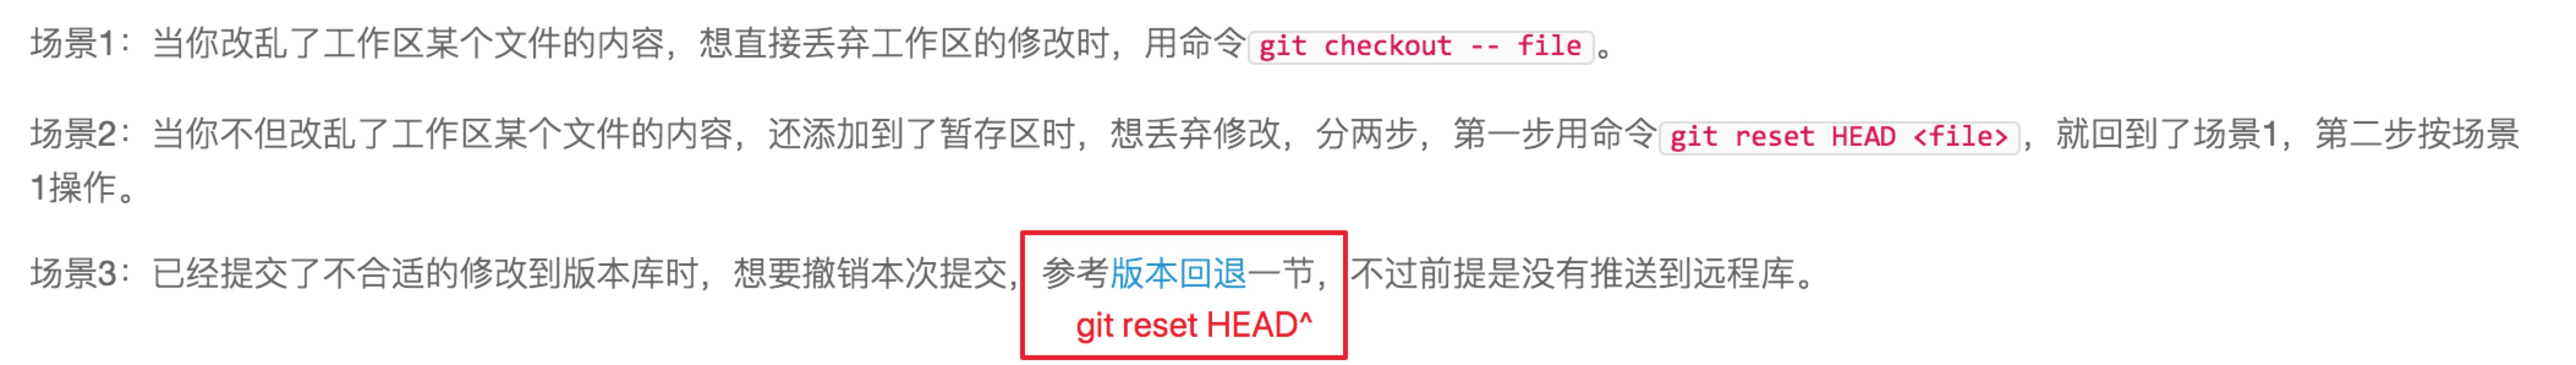 场景1：当你改乱了工作区某个文件的内容，想直接丢弃工作区的修改时，用命令git checkout -- file。
场景2：当你不但改乱了工作区某个文件的内容，还添加到了暂存区时，想丢弃修改，分两步，第一步用命令git reset HEAD <file>，就回到了场景1，第二步按场景
1操作。
场景3：已经提交了不合适的修改到版本库时，想要撤销本次提交，参考版本回退一节，不过前提是没有推送到远程库。
git reset HEAD^